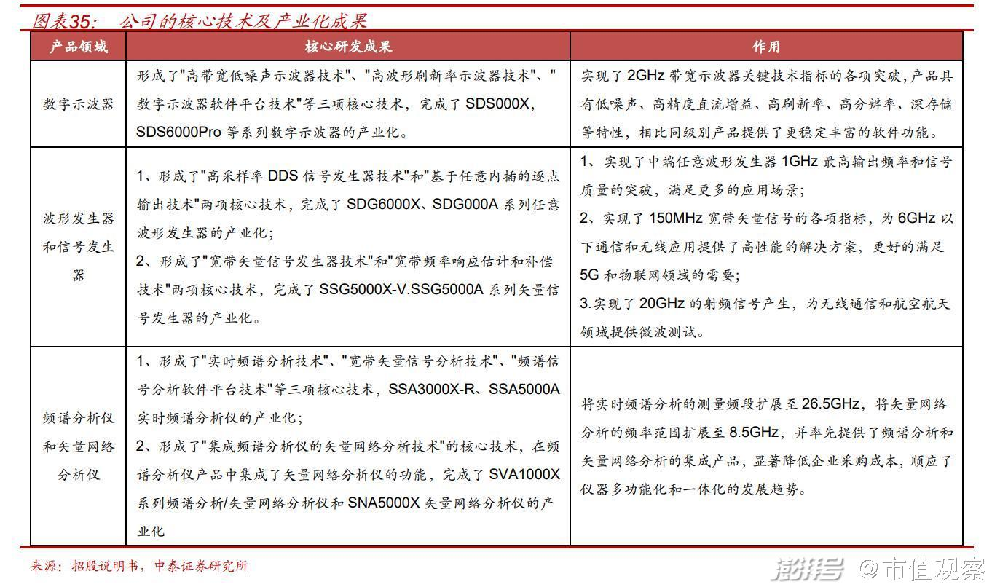 图表35： 公司的核心技术及产业化成果
产品领域 核心研发成果 作用
数字示波器
形成了"高带宽低噪声示波器技术"、"高波形刷新率示波器技术"、"
数字示波器软件平台技术"等三项核心技术，完成了 SDS000X，
SDS6000Pro 等系列数字示波器的产业化。
实现了 2GHz 带宽示波器关键技术指标的各项突破，产品具
有低噪声、高精度直流增益、高刷新率、高分辨率、深存储
等特性，相比同级别产品提供了更稳定丰富的软件功能。
波形发生器
和信号发生
器
1、形成了"高采样率 DDS 信号发生器技术"和"基于任意内插的逐点
输出技术"两项核心技术，完成了 SDG6000X、SDG000A 系列任意
波形发生器的产业化；
2、形成了"宽带矢量信号发生器技术"和"宽带频率响应估计和补偿
技术"两项核心技术，完成了 SSG5000X-V.SSG5000A 系列矢量信
号发生器的产业化。
1、实现了中端任意波形发生器 1GHz 最高输出频率和信号
质量的突破，满足更多的应用场景；
2、实现了 150MHz 宽带矢量信号的各项指标，为 6GHz 以
下通信和无线应用提供了高性能的解决方案，更好的满足
5G 和物联网领域的需要；
3.实现了 20GHz 的射频信号产生，为无线通信和航空航天
领域提供微波测试。
频谱分析仪
和矢量网络
分析仪
1、形成了"实时频谱分析技术"、"宽带矢量信号分析技术"、"频谱信
号分析软件平台技术"等三项核心技术，SSA3000X-R、SSA5000A
实时频谱分析仪的产业化；
2、形成了"集成频谱分析仪的矢量网络分析技术"的核心技术，在频
谱分析仪产品中集成了矢量网络分析仪的功能，完成了 SVA1000X
系列频谱分析/矢量网络分析仪和 SNA5000X 矢量网络分析仪的产
业化
将实时频谱分析的测量频段扩展至 26.5GHz，将矢量网络
分析的频率范围扩展至 8.5GHz，并率先提供了频谱分析和
矢量网络分析的集成产品，显著降低企业采购成本，顺应了
仪器多功能化和一体化的发展趋势。
来源：招股说明书，中泰证券研究所
澎湃号 @市值观察